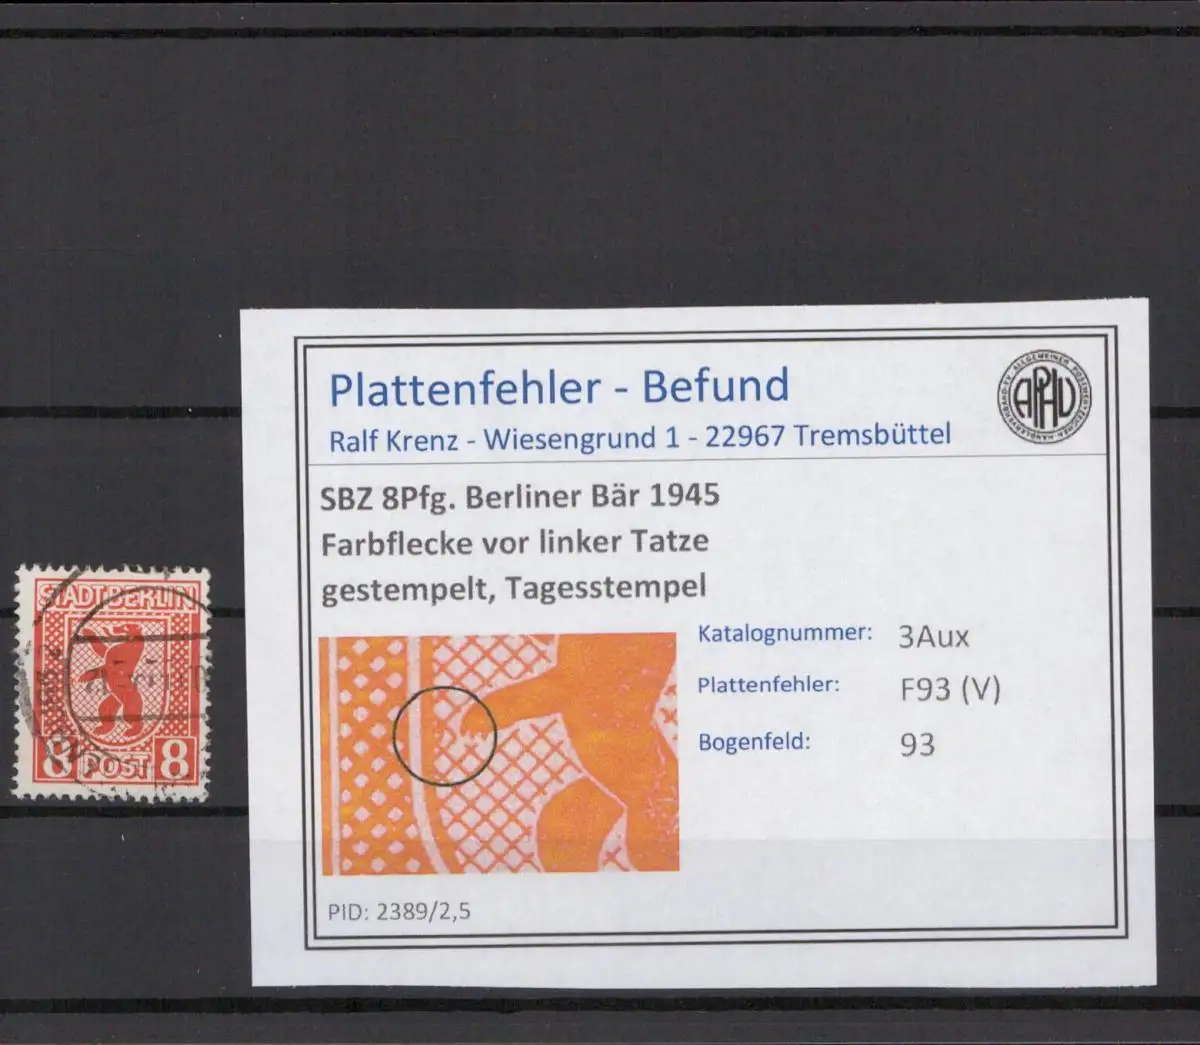 Plattenfehler - Befund
Ralf Krenz - Wiesengrund 1 - 22967 Tremsbüttel
APHV
SBZ 8Pfg. Berliner Bär 1945
Farbflecke vor linker Tatze
gestempelt, Tagesstempel
Katalognummer: 3Aux
Plattenfehler: F93 (V)
Bogenfeld: 93
PID: 2389/2,5
STADT BERLIN
8 POST 8